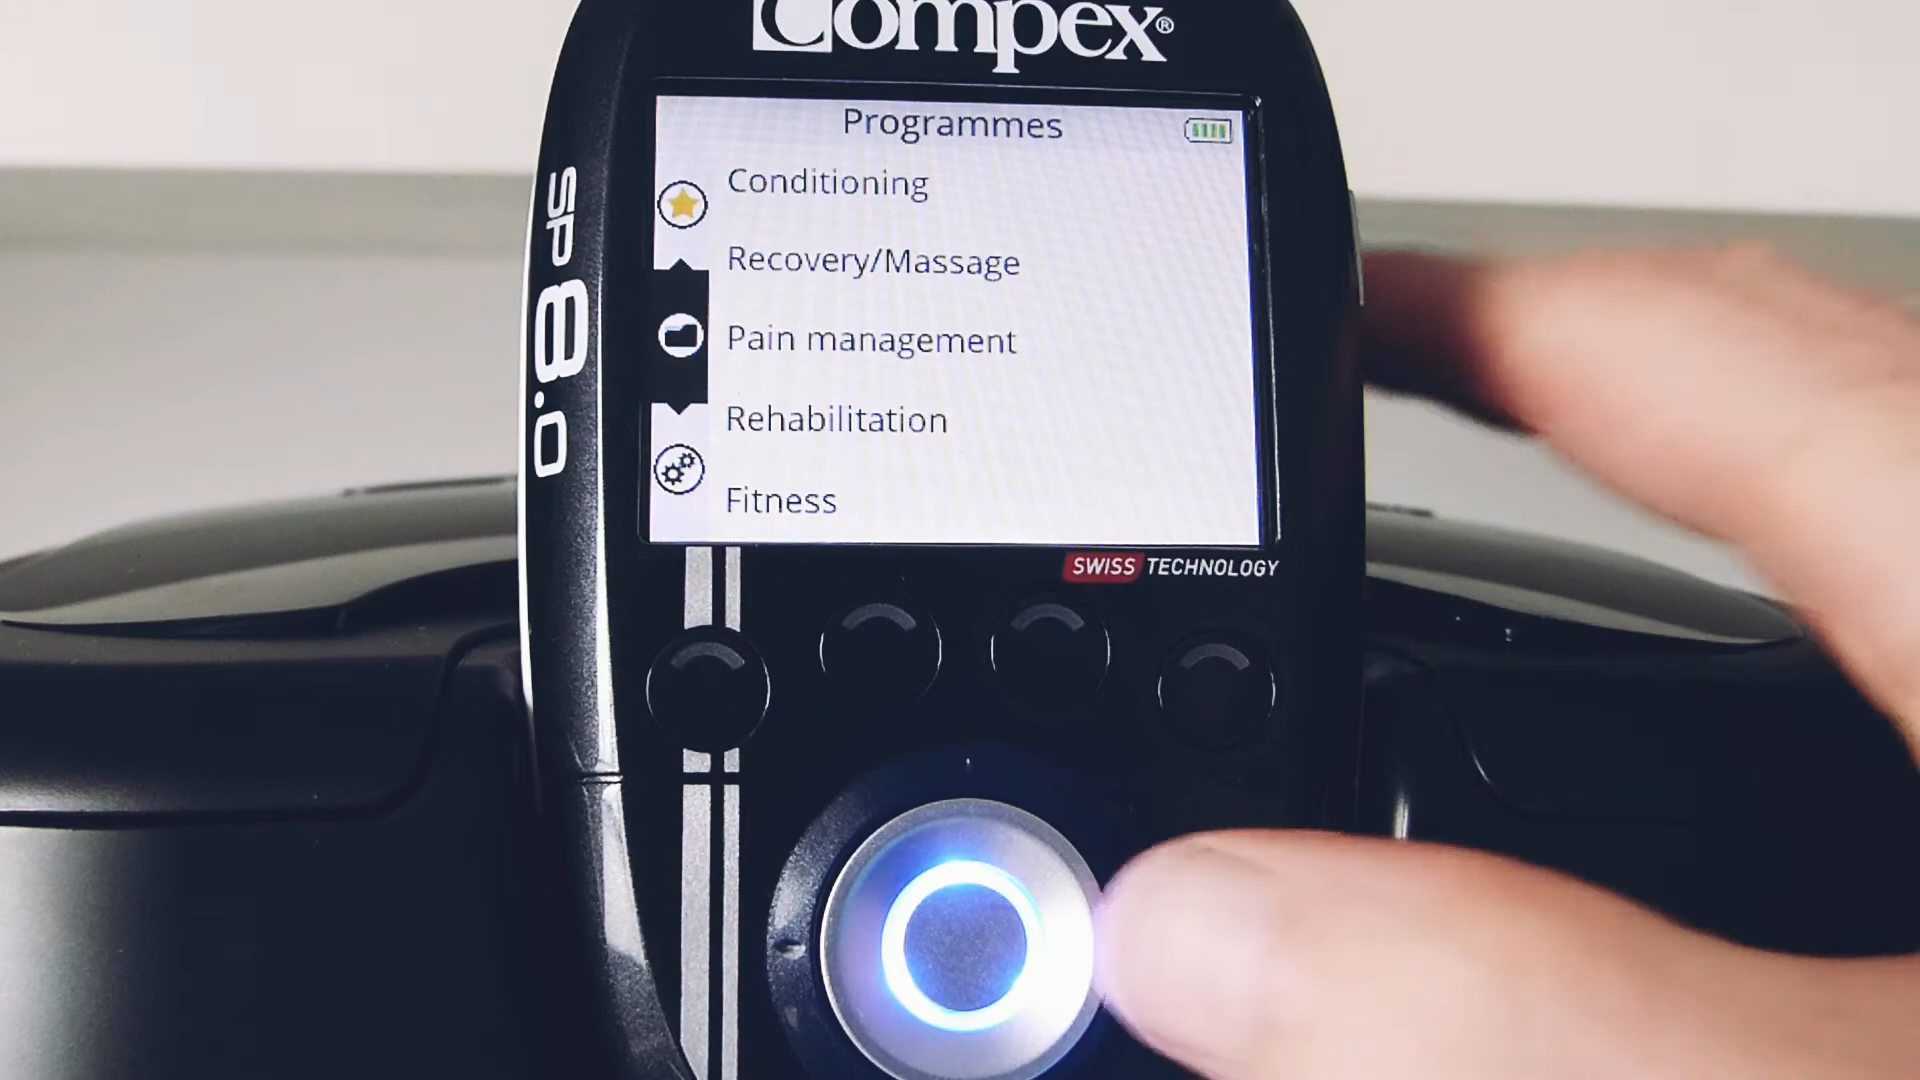 Compex®
Programmes
Conditioning
Recovery/Massage
Pain management
Rehabilitation
Fitness
SP 8.0
SWISS TECHNOLOGY